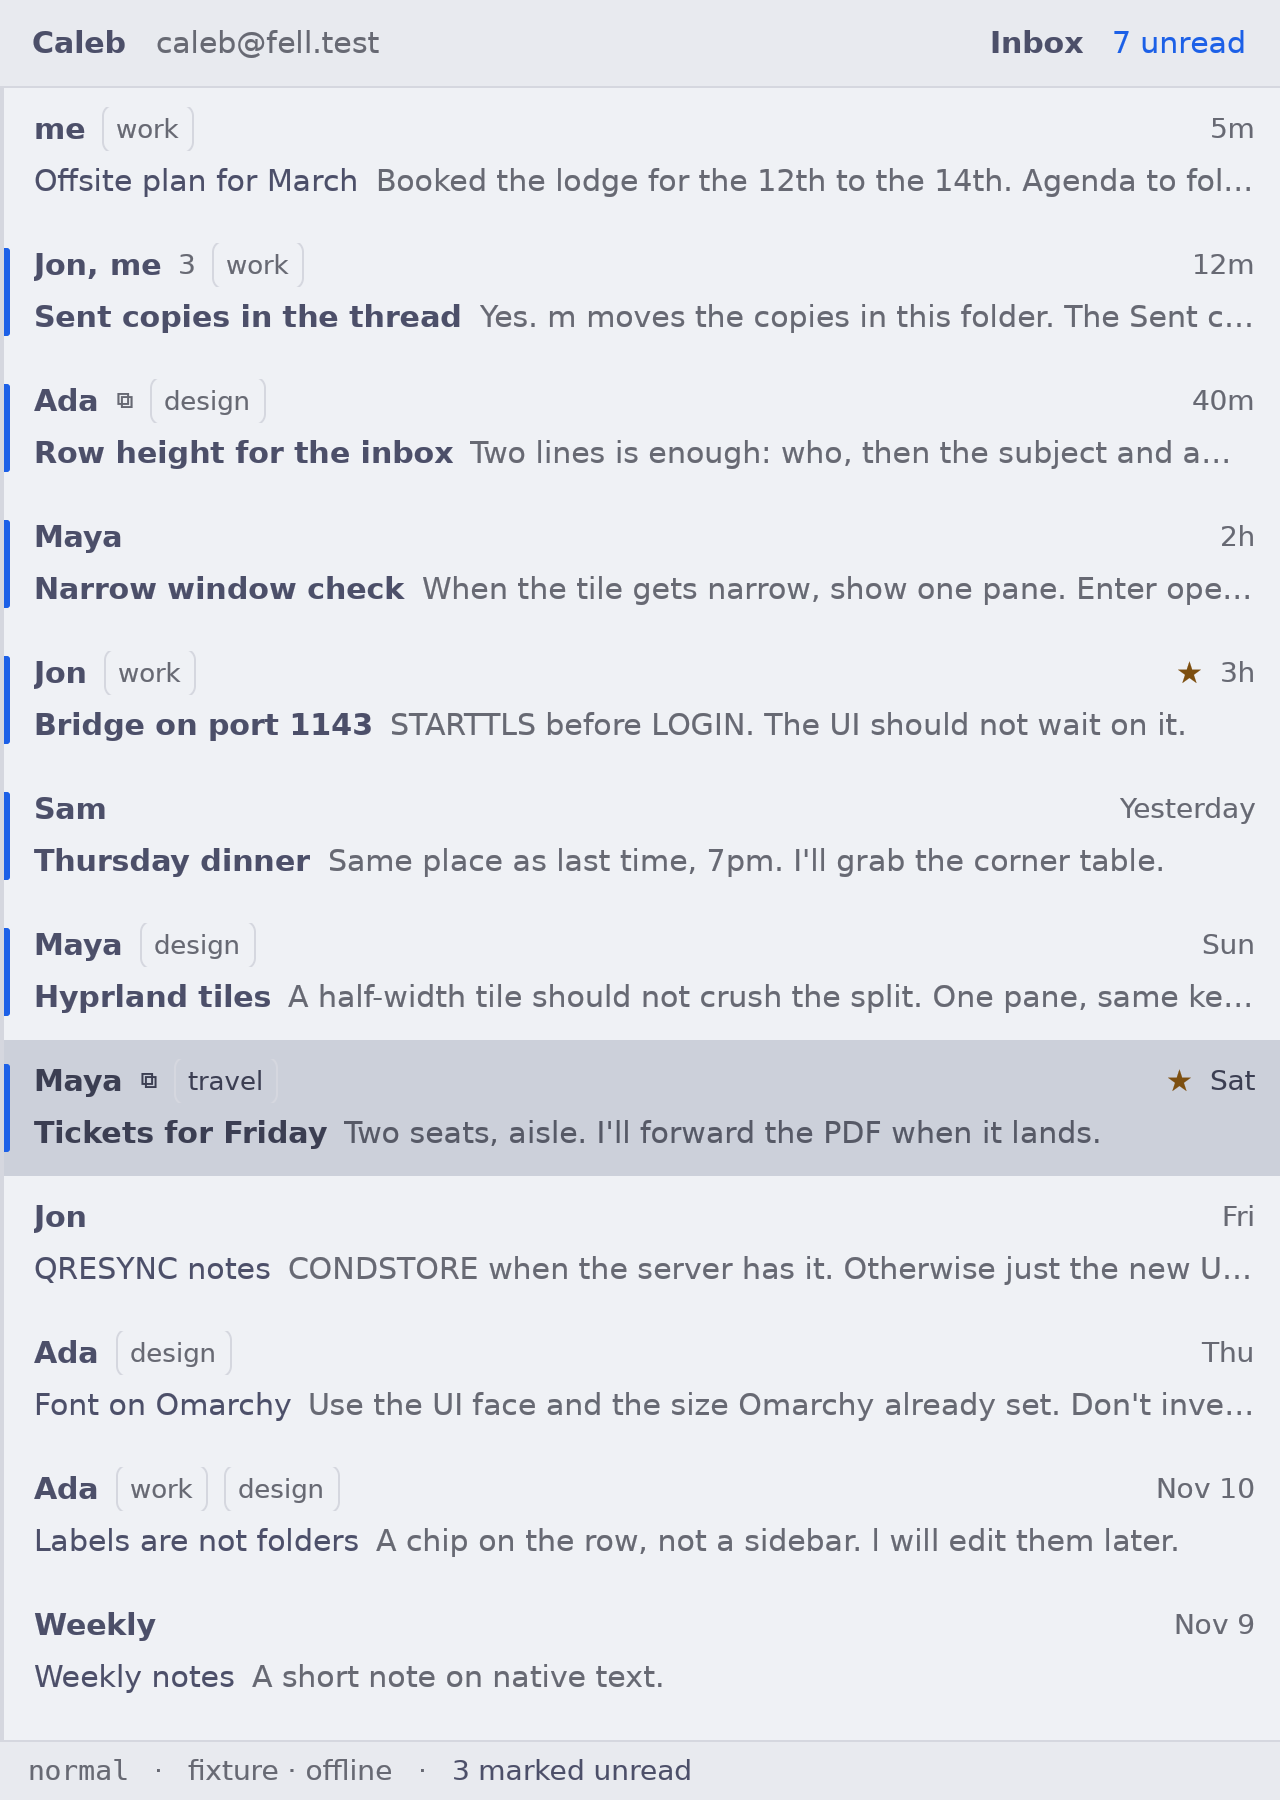 Caleb caleb@fell.test Inbox 7 unread
me work 5m
Offsite plan for March Booked the lodge for the 12th to the 14th. Agenda to fol…
Jon, me 3 work 12m
Sent copies in the thread Yes. m moves the copies in this folder. The Sent c…
Ada design 40m
Row height for the inbox Two lines is enough: who, then the subject and a…
Maya 2h
Narrow window check When the tile gets narrow, show one pane. Enter ope…
Jon work ★ 3h
Bridge on port 1143 STARTTLS before LOGIN. The UI should not wait on it.
Sam Yesterday
Thursday dinner Same place as last time, 7pm. I'll grab the corner table.
Maya design Sun
Hyprland tiles A half-width tile should not crush the split. One pane, same ke…
Maya travel ★ Sat
Tickets for Friday Two seats, aisle. I'll forward the PDF when it lands.
Jon Fri
QRESYNC notes CONDSTORE when the server has it. Otherwise just the new U…
Ada design Thu
Font on Omarchy Use the UI face and the size Omarchy already set. Don't inve…
Ada work design Nov 10
Labels are not folders A chip on the row, not a sidebar. l will edit them later.
Weekly Nov 9
Weekly notes A short note on native text.
normal · fixture · offline · 3 marked unread